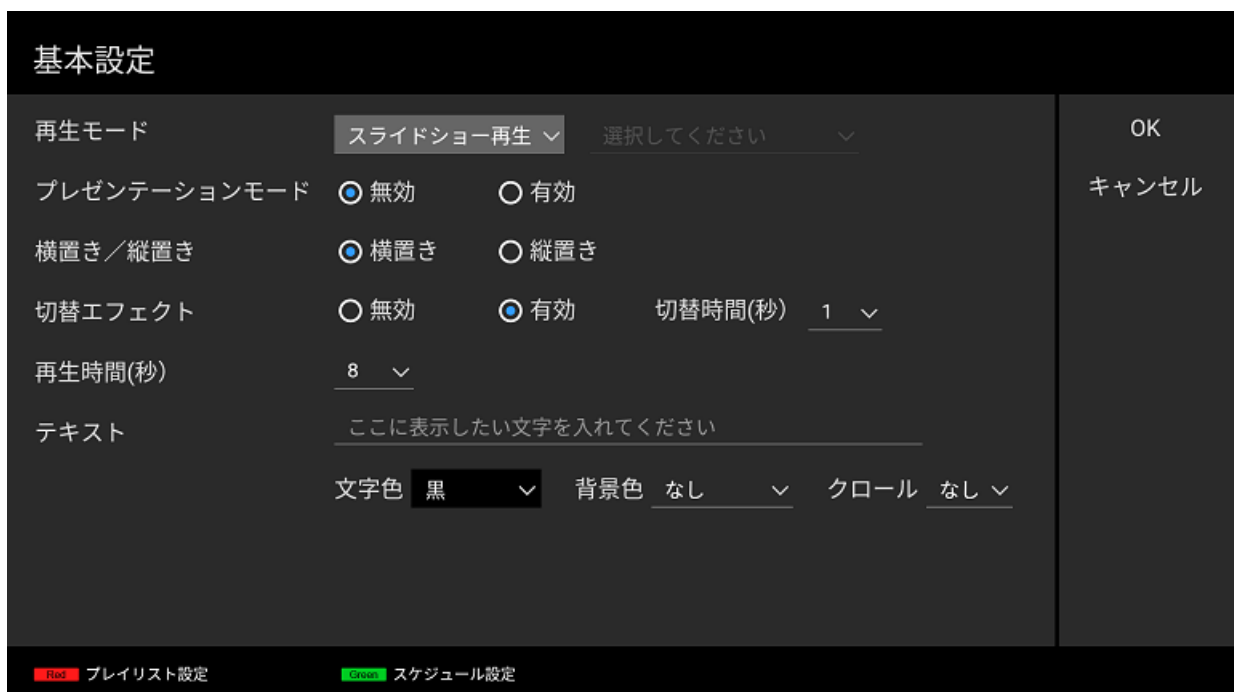 基本設定
再生モード スライドショー再生 選択してください OK
プレゼンテーションモード 無効 有効 キャンセル
横置き／縦置き 横置き 縦置き
切替エフェクト 無効 有効 切替時間(秒) 1
再生時間(秒) 8
テキスト ここに表示したい文字を入れてください
文字色 黒 背景色 なし クロール なし
Red プレイリスト設定 Green スケジュール設定